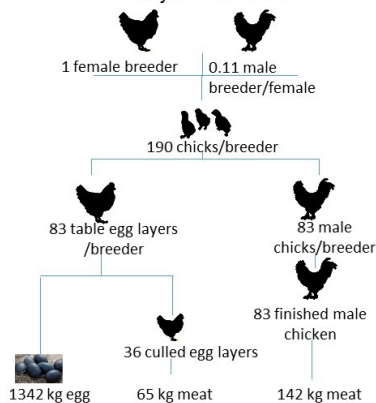 1 female breeder
0.11 male
breeder/female
190 chicks/breeder
83 table egg layers
/breeder
83 male
chicks/breeder
83 finished male
chicken
36 culled egg layers
1342 kg egg
65 kg meat
142 kg meat